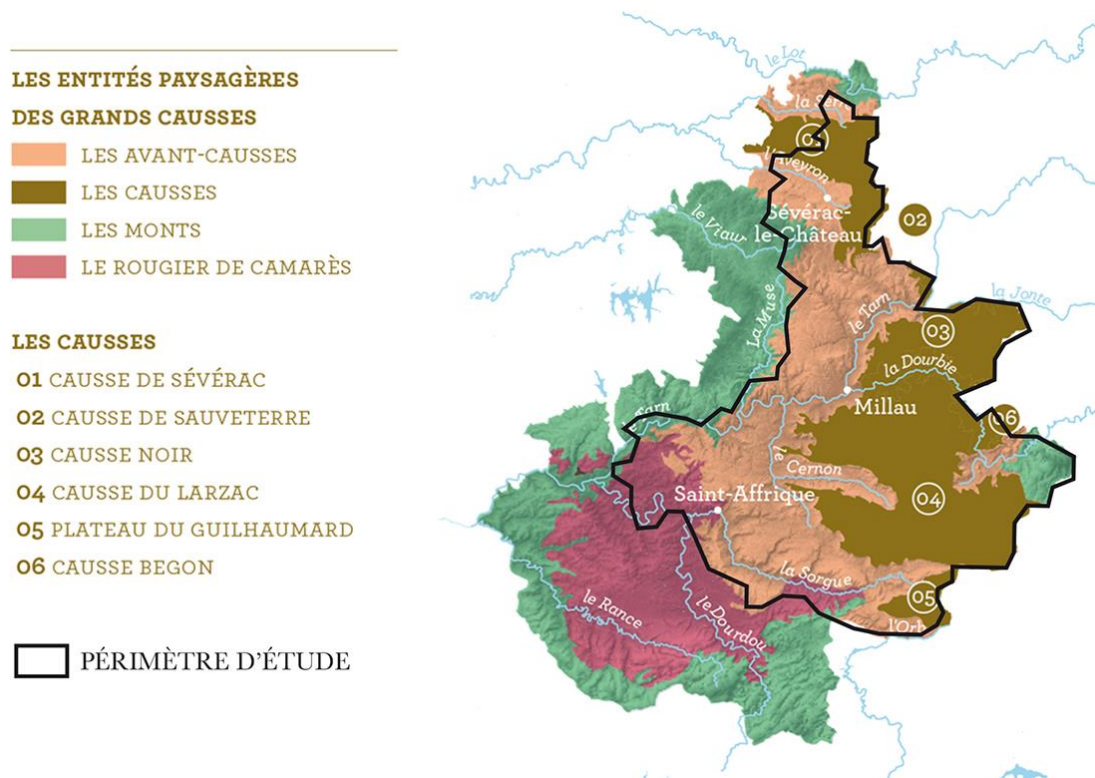 LES ENTITÉS PAYSAGÈRES
DES GRANDS CAUSSES
LES AVANT-CAUSSES
LES CAUSSES
LES MONTS
LE ROUGIER DE CAMARÈS
LES CAUSSES
01 CAUSSE DE SÉVÉRAC
02 CAUSSE DE SAUVETERRE
03 CAUSSE NOIR
04 CAUSSE DU LARZAC
05 PLATEAU DU GUILHAUMARD
06 CAUSSE BEGON
PÉRIMÈTRE D'ÉTUDE
le Lot
01
l'Aveyron
Sévérac-
le-Château
02
le Viaur
La Muse
le Tarn
03
la Jonte
la Dourbie
Millau
06
Tarn
le Cernon
04
Saint-Affrique
la Sorgue
05
l'Orb
le Rance
le Dourdou